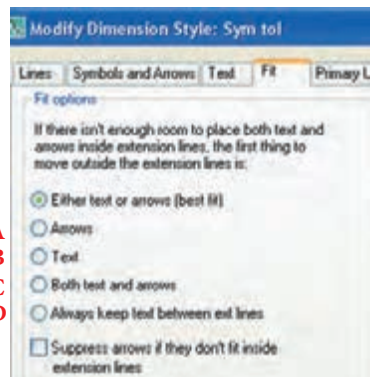 Modify Dimension Style: Sym tol
Lines Symbols and Arrows Text Fit Primary L
Fit options
If there isn't enough room to place both text and
arrows inside extension lines, the first thing to
move outside the extension lines is:
Either text or arrows (best fit)
A
Arrows
B
Text
C
Both text and arrows
D
Always keep text between ext lines
Suppress arrows if they don't fit inside
extension lines